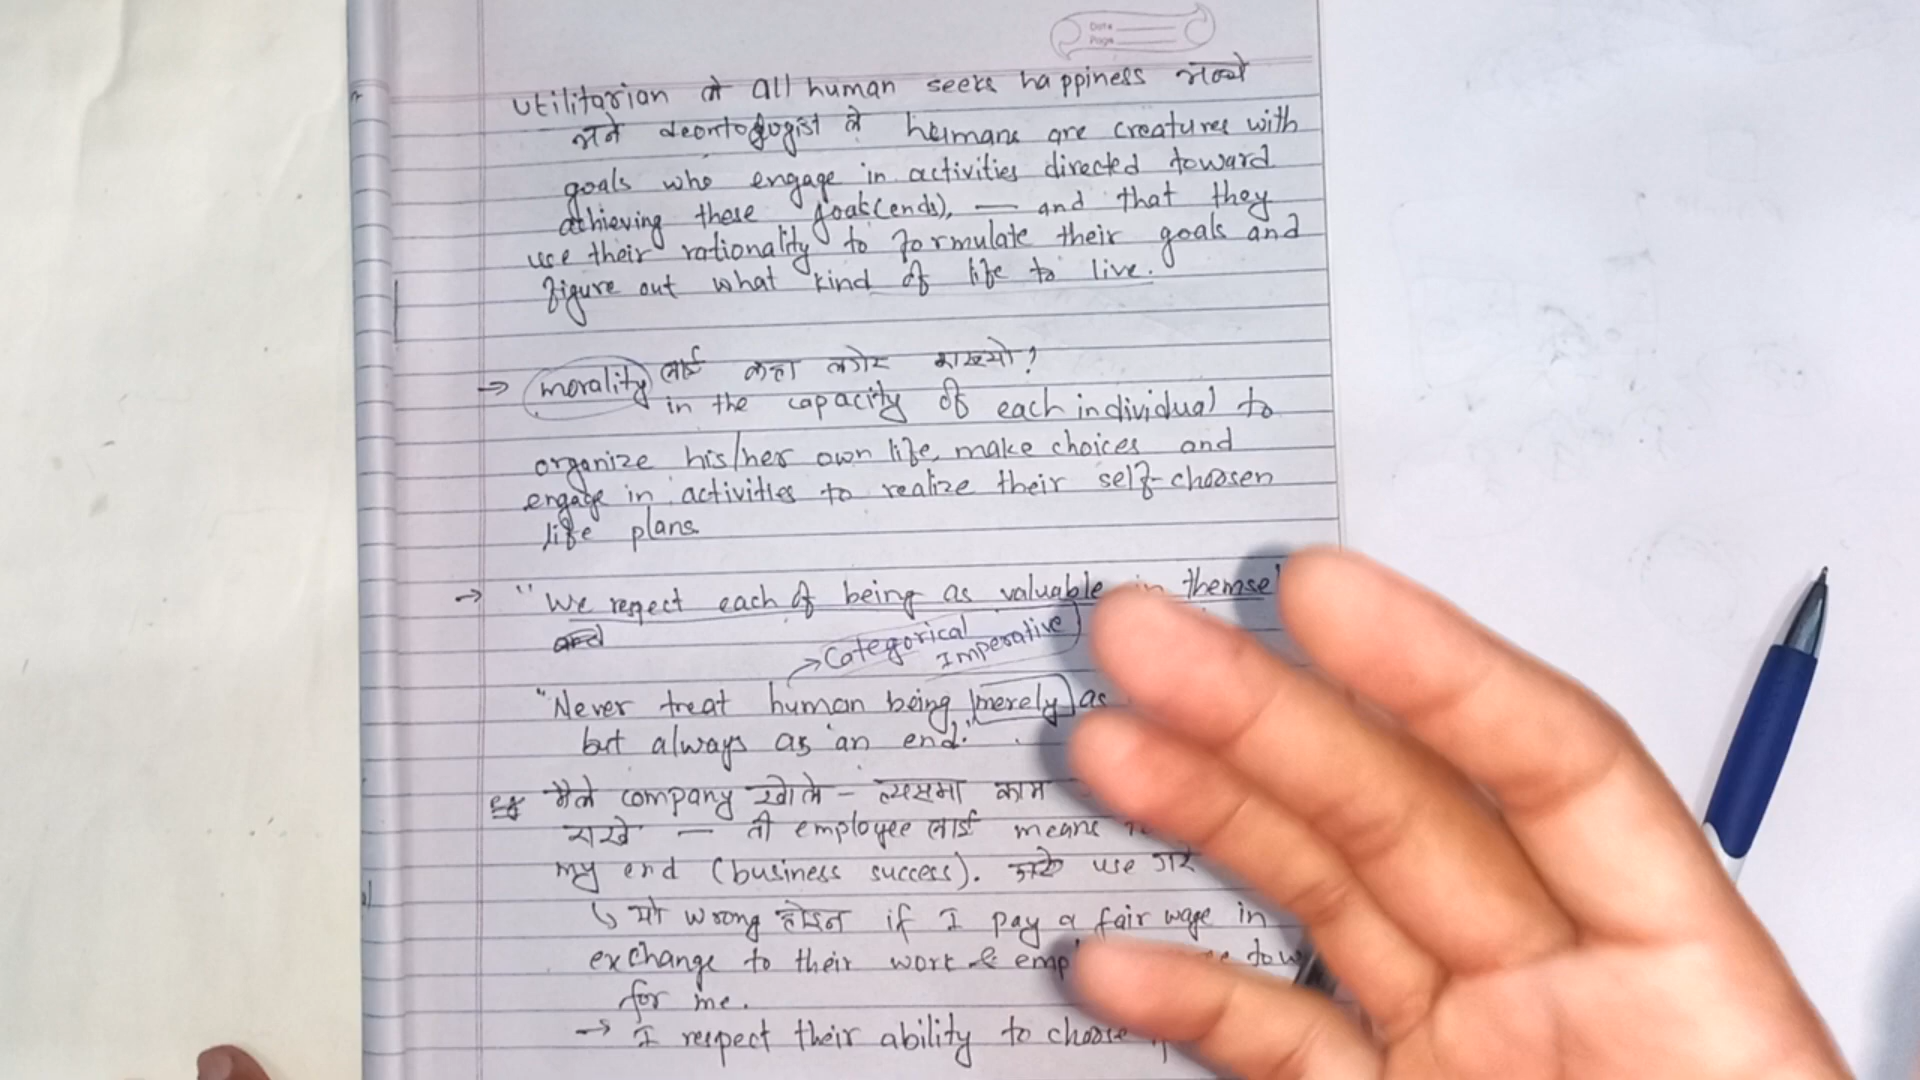 Date
Page
Utilitarian ले all human seeks happiness भन्थे
भने deontologist ले humans are creatures with
goals who engage in activities directed toward
achieving these goals(ends), — and that they
use their rationality to formulate their goals and
figure out what kind of life to live.
→ morality लाई कहा लगेर राख्यो?
in the capacity of each individual to
organize his/her own life, make choices and
engage in activities to realize their self-choosen
life plans
→ "We respect each of being as valuable in themsel
and
→ Categorical
Imperative
"Never treat human being merely as
but always as an end."
eg मैले company खोले - त्यसमा काम
राखे — ती employee लाई means
my end (business success). use
↳ यो wrong होइन if I pay a fair wage in
exchange to their work &
for me.
→ I respect their ability to choose